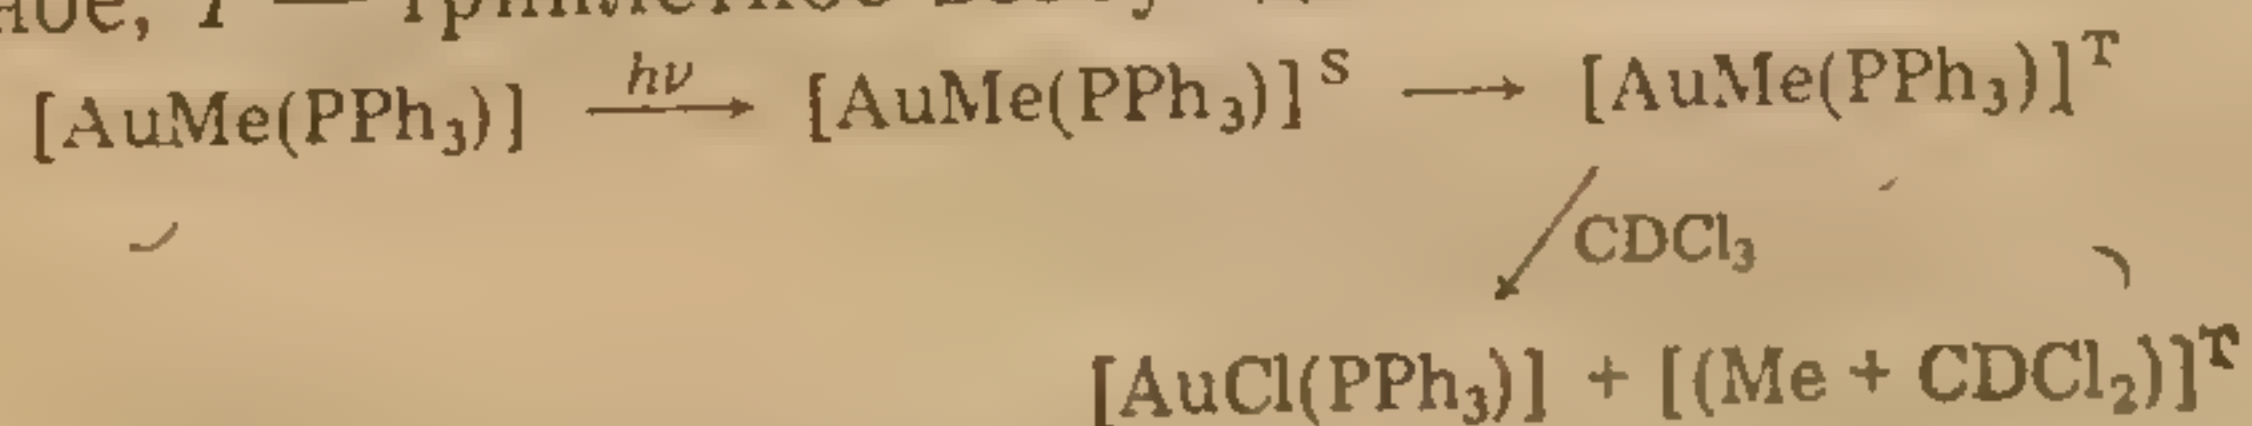 T —
[AuMe(PPh₃)] hν → [AuMe(PPh₃)]ˢ → [AuMe(PPh₃)]ᵀ
CDCl₃
[AuCl(PPh₃)] + [(Me + CDCl₂)]ᵀ